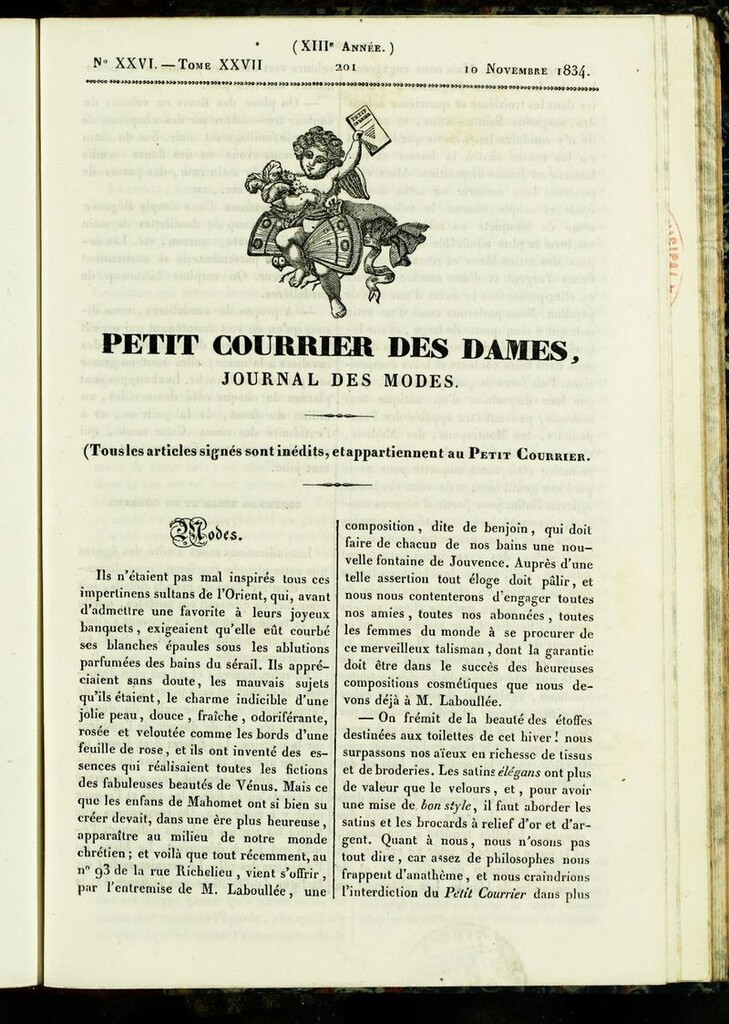 (XIIIe Année.)
No XXVI.—Tome XXVII 201 10 Novembre 1834.
PETIT
PETIT COURRIER DES DAMES,
JOURNAL DES MODES.
(Tous les articles signés sont inédits, et appartiennent au Petit Courrier.
Modes.
Ils n'étaient pas mal inspirés tous ces
impertinens sultans de l'Orient, qui, avant
d'admettre une favorite à leurs joyeux
banquets, exigeaient qu'elle eût courbé
ses blanches épaules sous les ablutions
parfumées des bains du sérail. Ils appré-
ciaient sans doute, les mauvais sujets
qu'ils étaient, le charme indicible d'une
jolie peau, douce, fraîche, odoriférante,
rosée et veloutée comme les bords d'une
feuille de rose, et ils ont inventé des es-
sences qui réalisaient toutes les fictions
des fabuleuses beautés de Vénus. Mais ce
que les enfans de Mahomet ont si bien su
créer devait, dans une ère plus heureuse,
apparaître au milieu de notre monde
chrétien; et voilà que tout récemment, au
no 93 de la rue Richelieu, vient s'offrir,
par l'entremise de M. Laboullée, une
composition, dite de benjoin, qui doit
faire de chacun de nos bains une nou-
velle fontaine de Jouvence. Auprès d'une
telle assertion tout éloge doit pâlir, et
nous nous contenterons d'engager toutes
nos amies, toutes nos abonnées, toutes
les femmes du monde à se procurer de
ce merveilleux talisman, dont la garantie
doit être dans le succès des heureuses
compositions cosmétiques que nous de-
vons déjà à M. Laboullée.
— On frémit de la beauté des étoffes
destinées aux toilettes de cet hiver! nous
surpassons nos aïeux en richesse de tissus
et de broderies. Les satins élégans ont plus
de valeur que le velours, et, pour avoir
une mise de bon style, il faut aborder les
satins et les brocards à relief d'or et d'ar-
gent. Quant à nous, nous n'osons pas
tout dire, car assez de philosophes nous
frappent d'anathème, et nous craindrions
l'interdiction du Petit Courrier dans plus